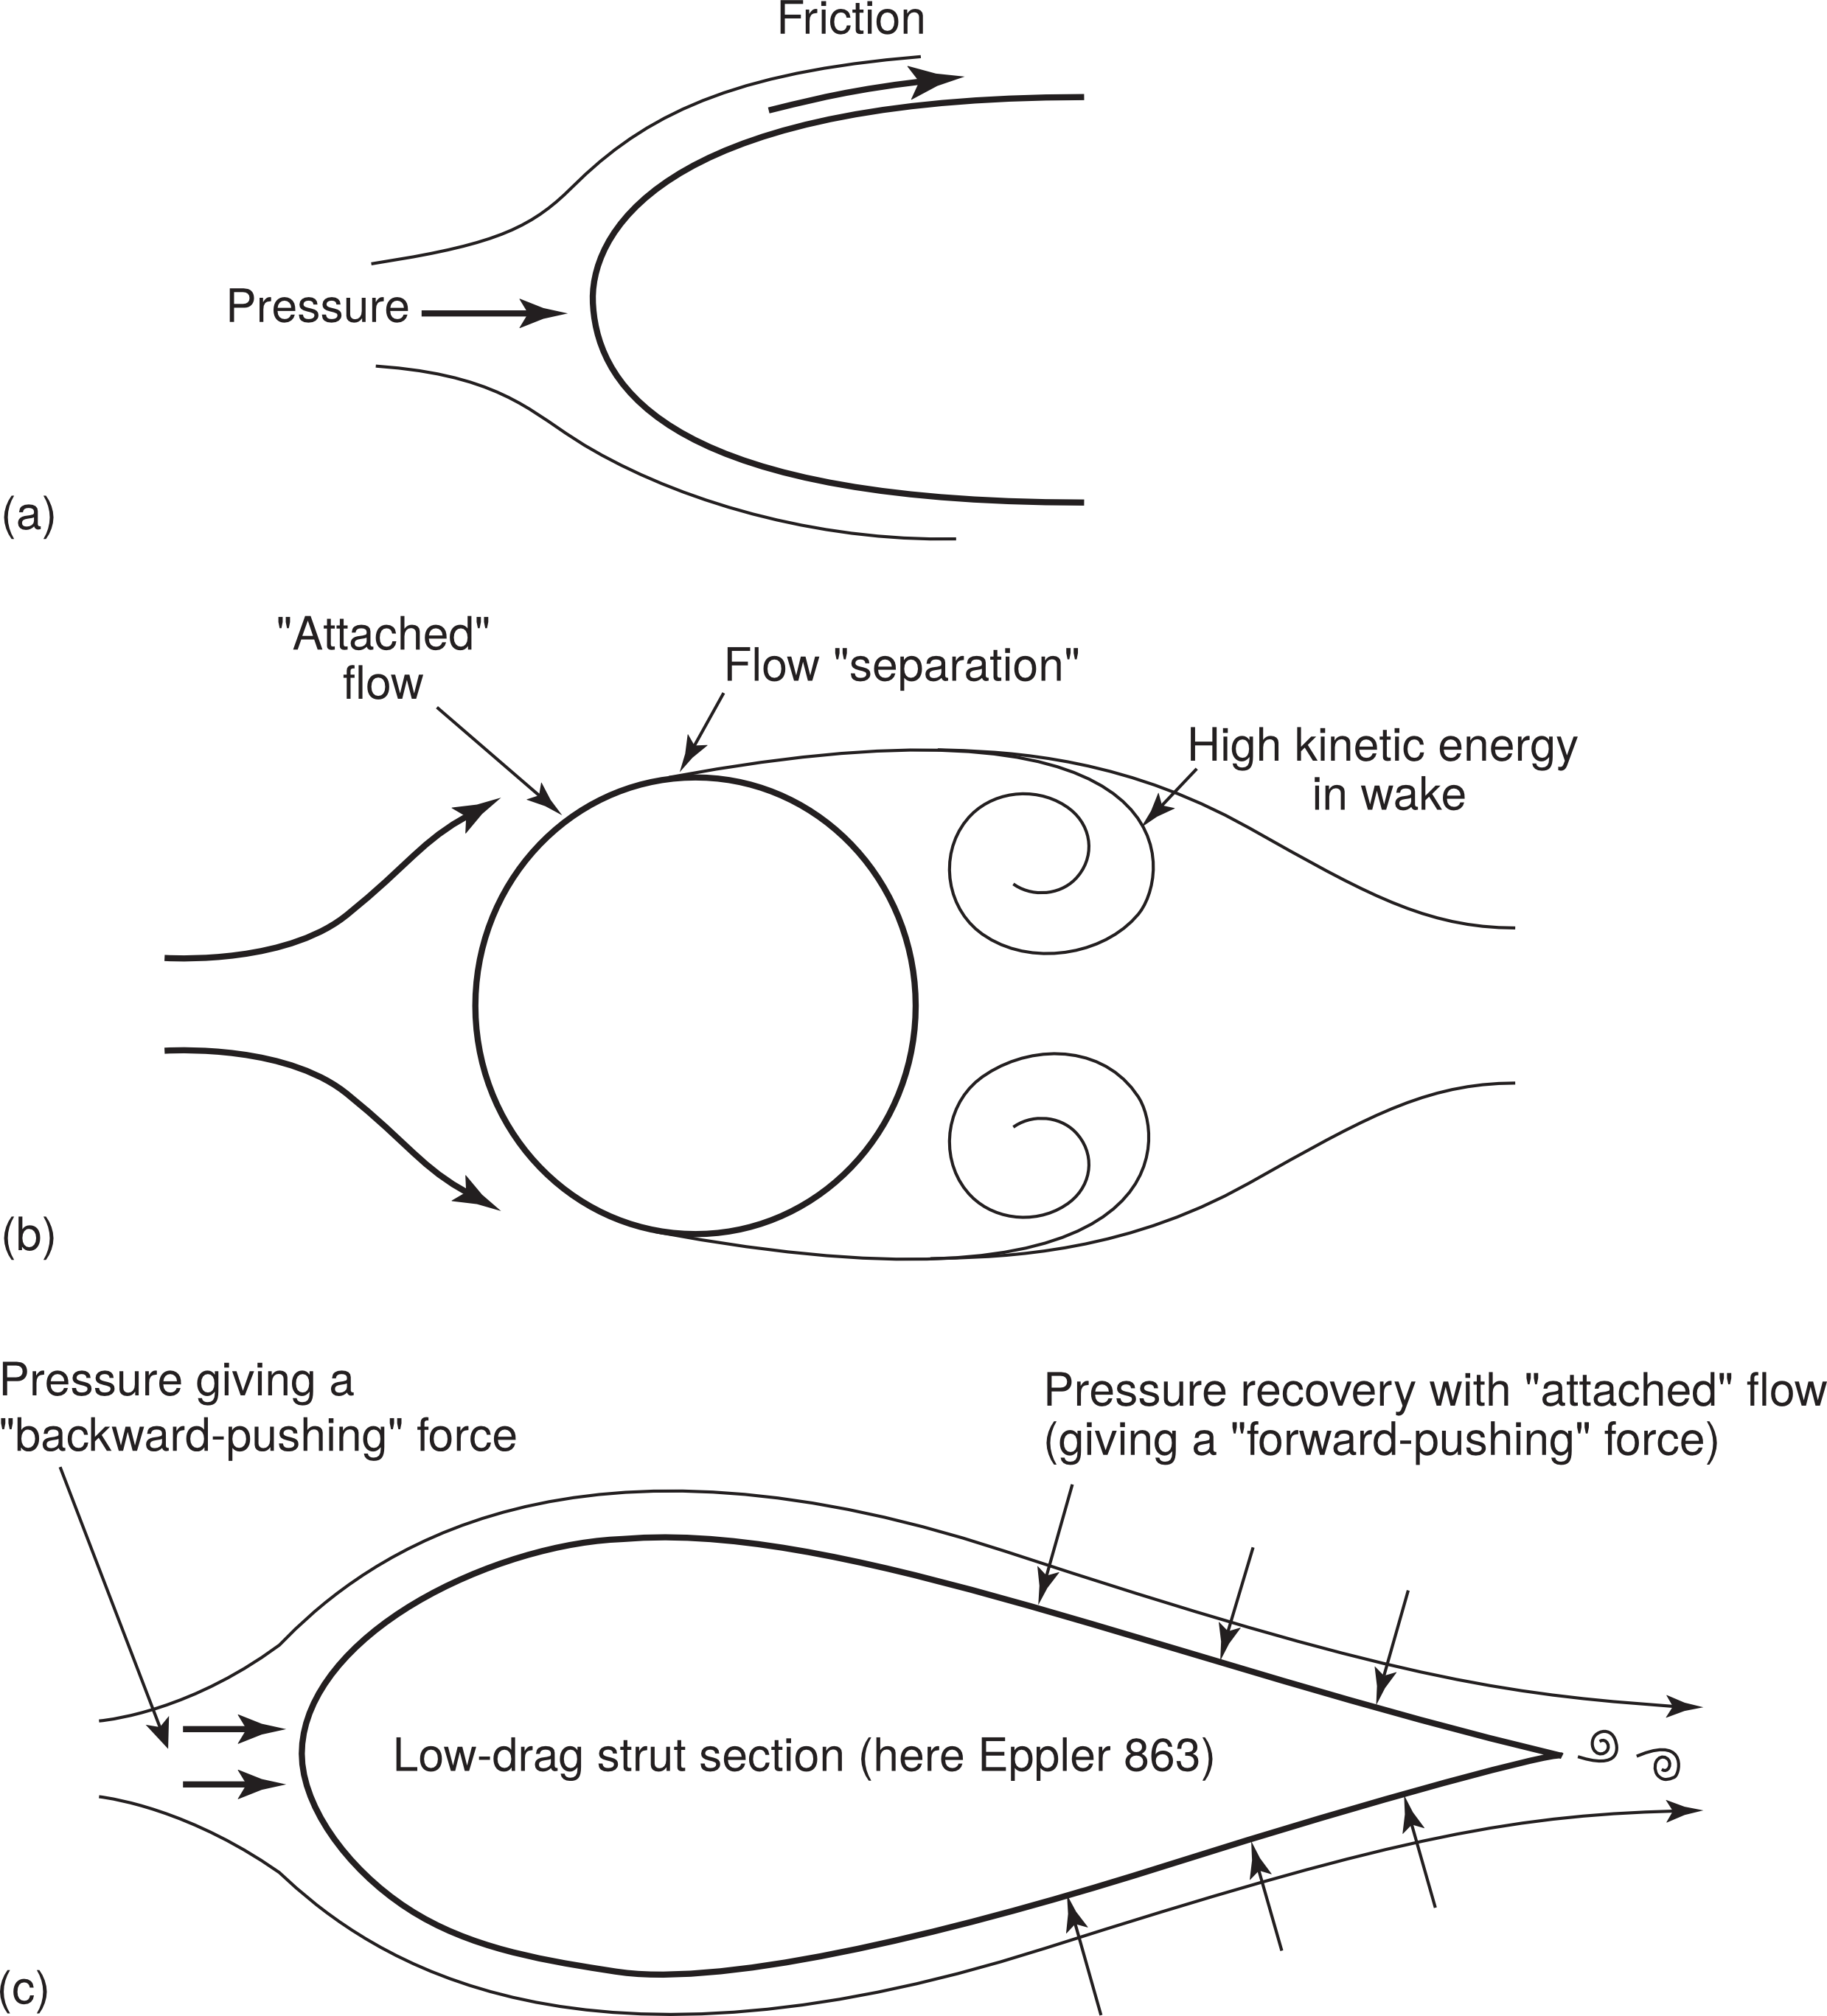 Friction
Pressure
(a)
"Attached"
flow
Flow "separation"
High kinetic energy
in wake
(b)
Pressure giving a
"backward-pushing" force
Pressure recovery with "attached" flow
(giving a "forward-pushing" force)
Low-drag strut section (here Eppler 863)
(c)